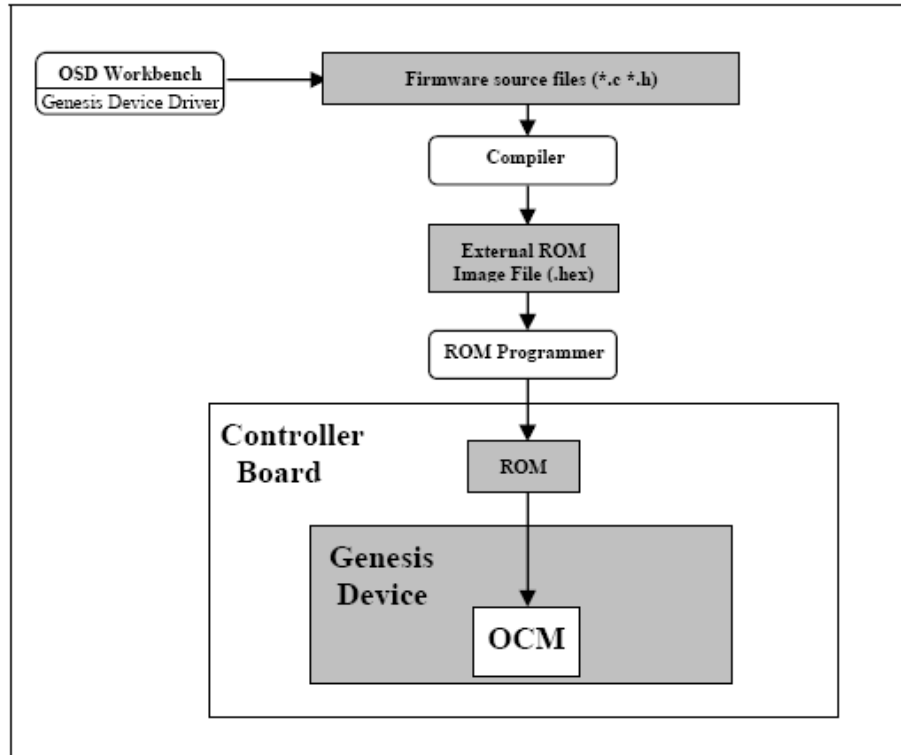 OSD Workbench
Genesis Device Driver
Firmware source files (*.c *.h)
Compiler
External ROM
Image File (.hex)
ROM Programmer
Controller
Board
ROM
Genesis
Device
OCM